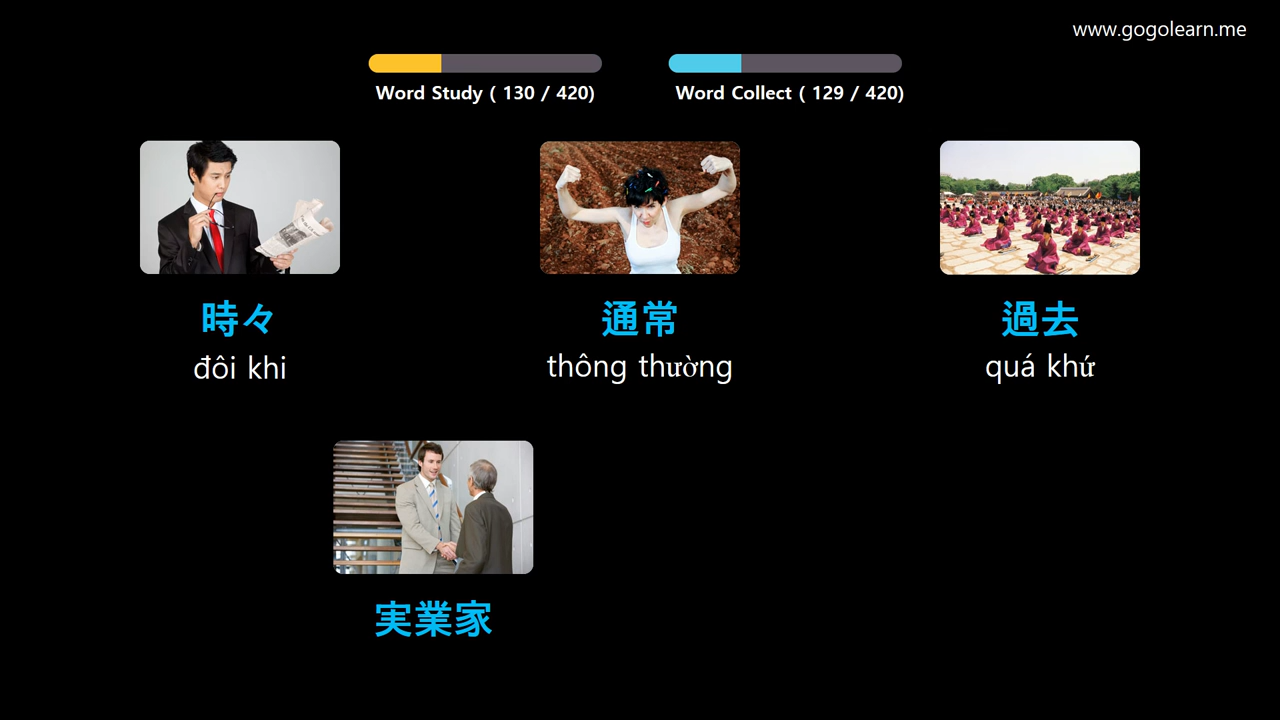 www.gogolearn.me
Word Study ( 130 / 420)
Word Collect ( 129 / 420)
時々
đôi khi
通常
thông thường
過去
quá khứ
実業家